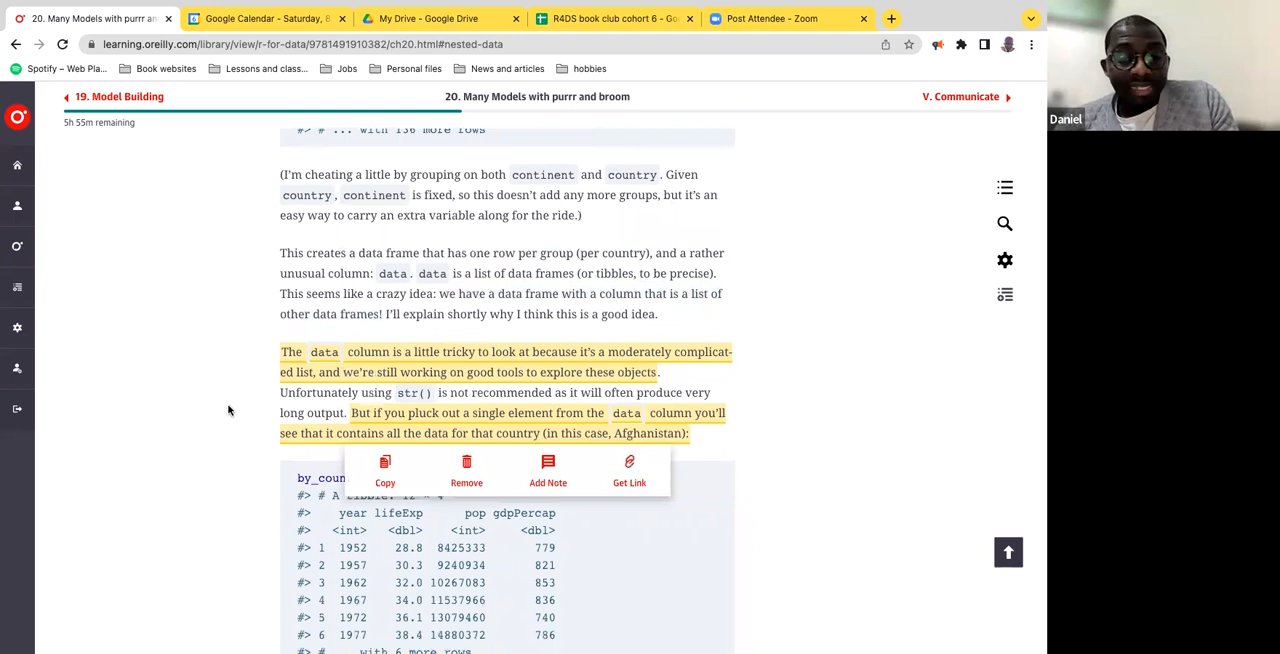 20. Many Models with purrr an
Google Calendar - Saturday, 8
My Drive - Google Drive
R4DS book club cohort 6 - Goo
Post Attendee - Zoom
learning.oreilly.com/library/view/r-for-data/9781491910382/ch20.html#nested-data
Spotify – Web Pla...
Book websites
Lessons and class...
Jobs
Personal files
News and articles
hobbies
19. Model Building
20. Many Models with purrr and broom
V. Communicate
5h 55m remaining
Daniel
#> # ... with 136 more rows
(I'm cheating a little by grouping on both continent and country. Given
country, continent is fixed, so this doesn't add any more groups, but it's an
easy way to carry an extra variable along for the ride.)
This creates a data frame that has one row per group (per country), and a rather
unusual column: data. data is a list of data frames (or tibbles, to be precise).
This seems like a crazy idea: we have a data frame with a column that is a list of
other data frames! I'll explain shortly why I think this is a good idea.
The data column is a little tricky to look at because it's a moderately complicat-
ed list, and we're still working on good tools to explore these objects.
Unfortunately using str() is not recommended as it will often produce very
long output. But if you pluck out a single element from the data column you'll
see that it contains all the data for that country (in this case, Afghanistan):
Copy
Remove
Add Note
Get Link
by_coun
#> # A tibble: 12 × 4
#> year lifeExp pop gdpPercap
#> <int> <dbl> <int> <dbl>
#> 1 1952 28.8 8425333 779
#> 2 1957 30.3 9240934 821
#> 3 1962 32.0 10267083 853
#> 4 1967 34.0 11537966 836
#> 5 1972 36.1 13079460 740
#> 6 1977 38.4 14880372 786
#> # ... with 6 more rows